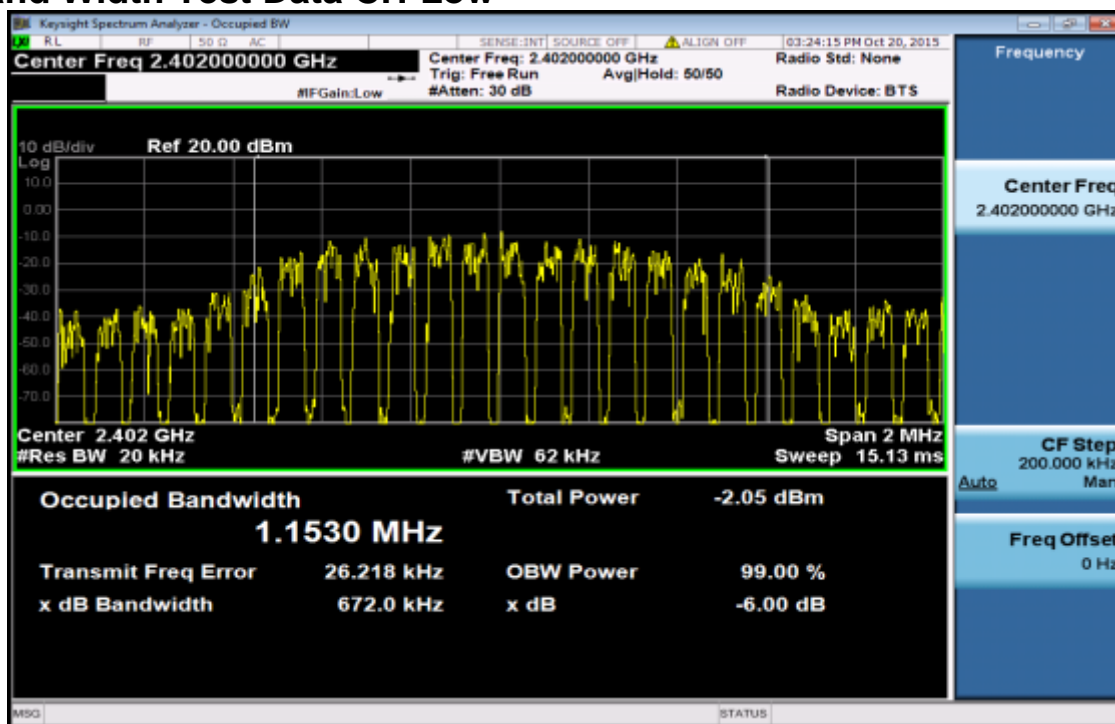 and Width Test Data CH-Low
Keysight Spectrum Analyzer - Occupied BW
LXI RL RF 50 Ω AC SENSE:INT SOURCE OFF ALIGN OFF 03:24:15 PM Oct 20, 2015
Center Freq 2.402000000 GHz
Center Freq: 2.402000000 GHz
Radio Std: None
Trig: Free Run Avg|Hold: 50/50
#IFGain:Low
#Atten: 30 dB
Radio Device: BTS
10 dB/div Ref 20.00 dBm
Log
10.0
0.00
-10.0
-20.0
-30.0
-40.0
-50.0
-60.0
-70.0
Center 2.402 GHz
Span 2 MHz
#Res BW 20 kHz
#VBW 62 kHz
Sweep 15.13 ms
Occupied Bandwidth
Total Power -2.05 dBm
1.1530 MHz
Transmit Freq Error 26.218 kHz
OBW Power 99.00 %
x dB Bandwidth 672.0 kHz
x dB -6.00 dB
MSG
STATUS
Frequency
Center Freq
2.402000000 GHz
CF Step
200.000 kHz
Auto Man
Freq Offset
0 Hz